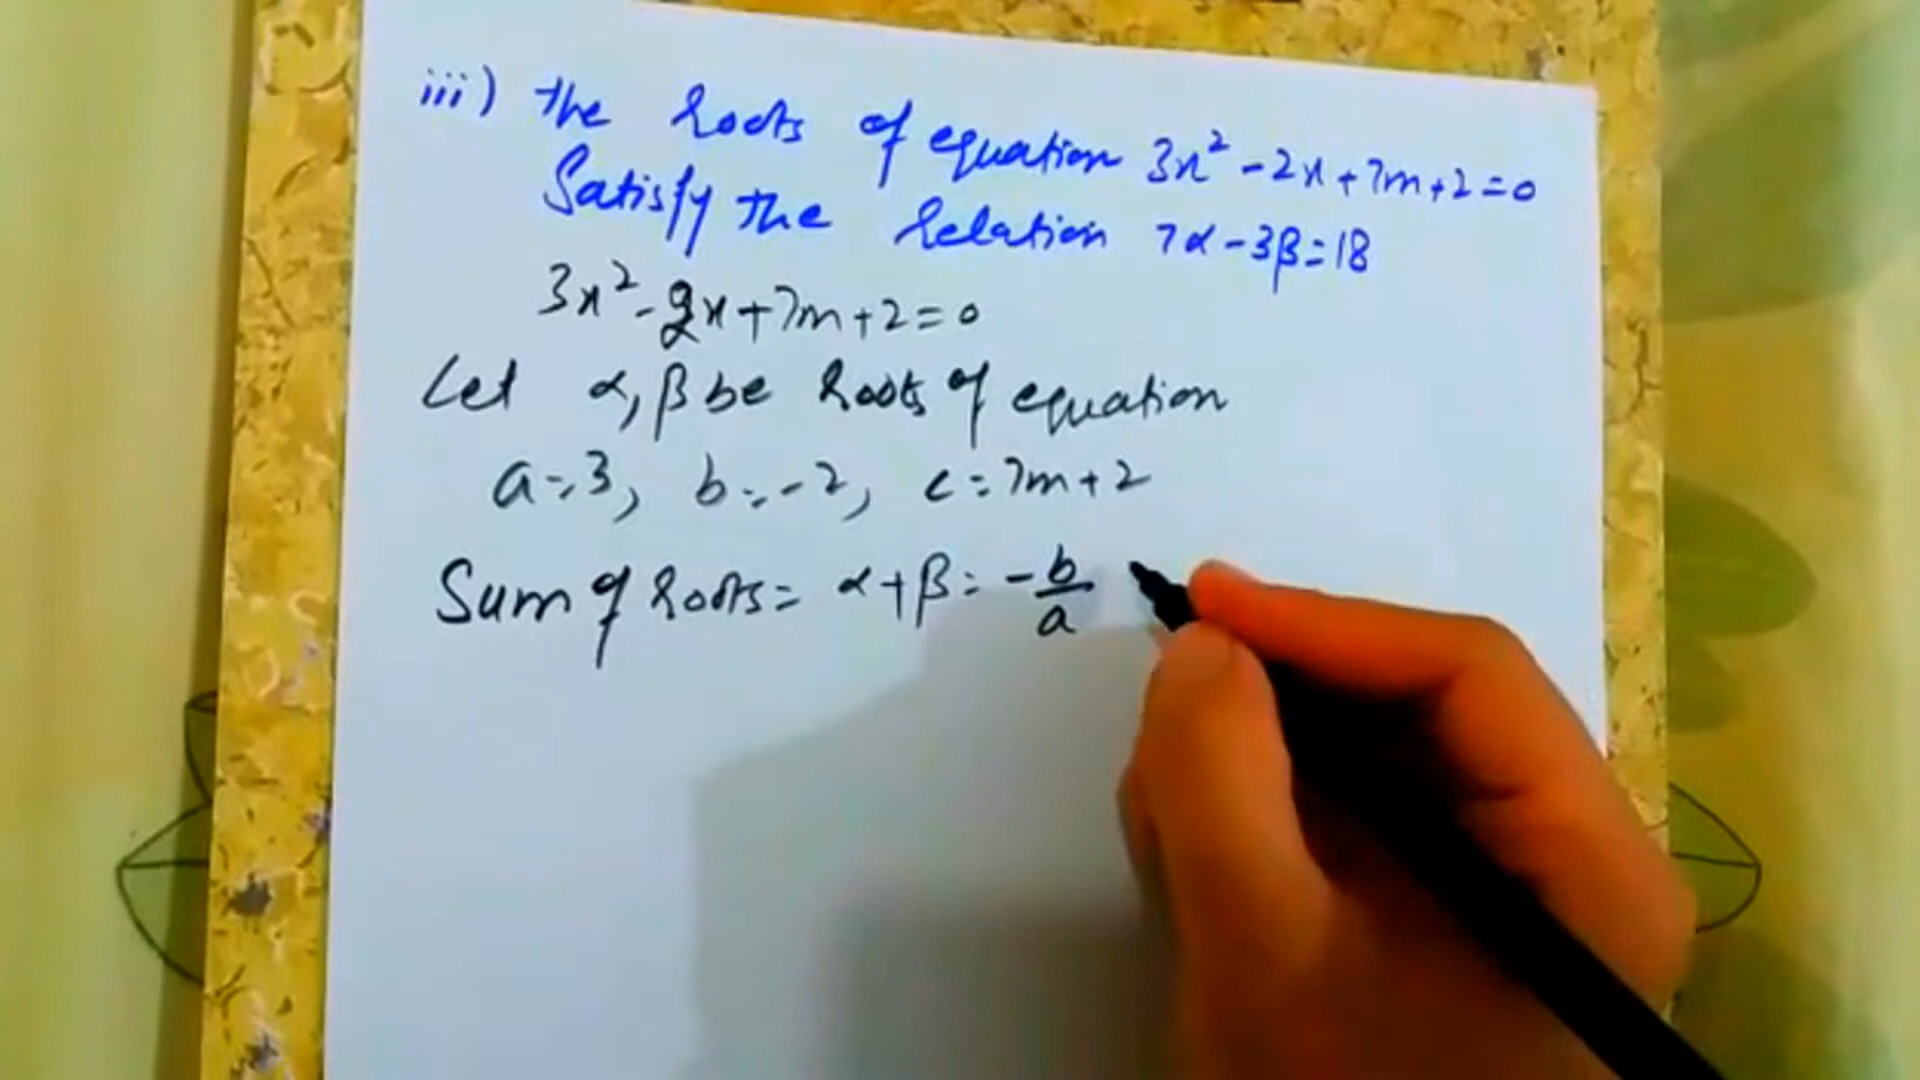 iii) The Roots of equation 3x² - 2x + 7m + 2 = 0
Satisfy the Relation 7α - 3β = 18
3x² - 2x + 7m + 2 = 0
Let α, β be Roots of equation
a = 3, b = -2, c = 7m + 2
Sum of Roots = α + β = -b/a